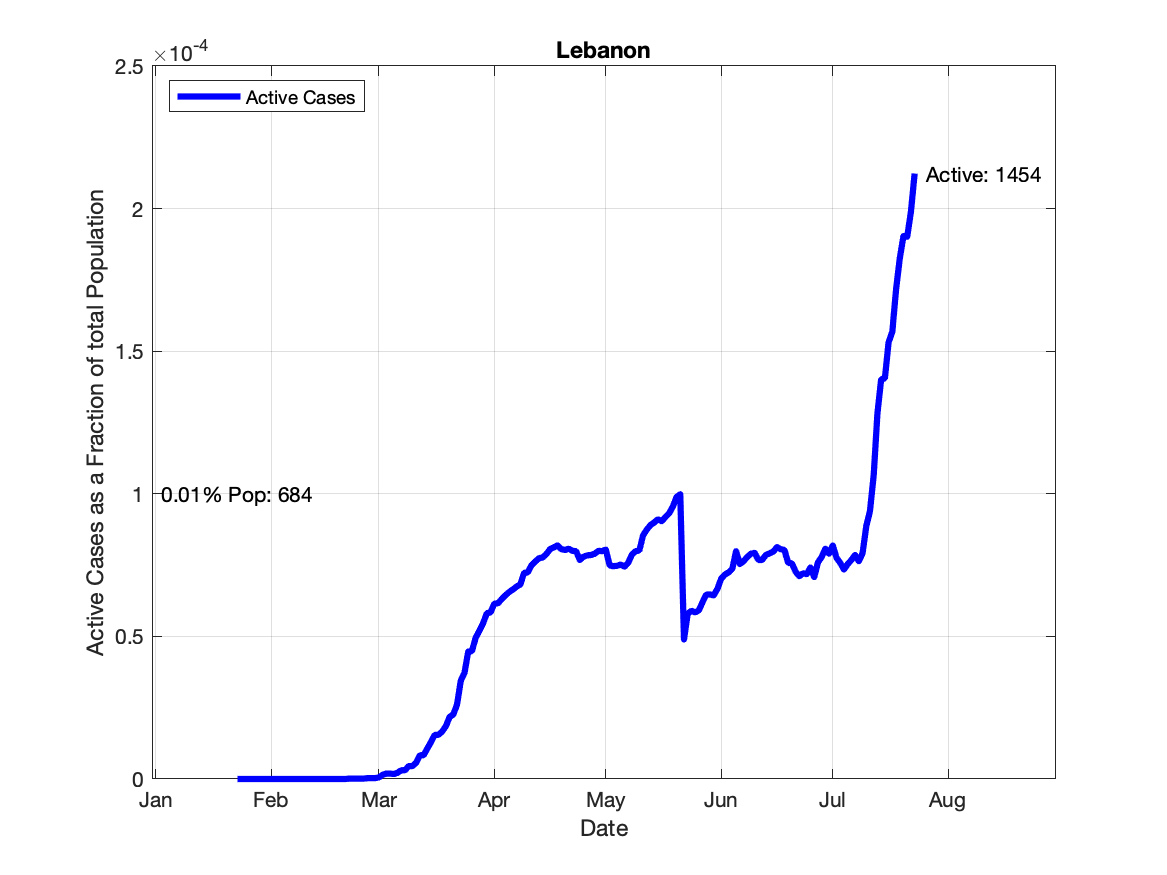 Lebanon
×10-4
2.5
2
1.5
1
0.5
0
Active Cases
Active: 1454
0.01% Pop: 684
Active Cases as a Fraction of total Population
Jan Feb Mar Apr May Jun Jul Aug
Date